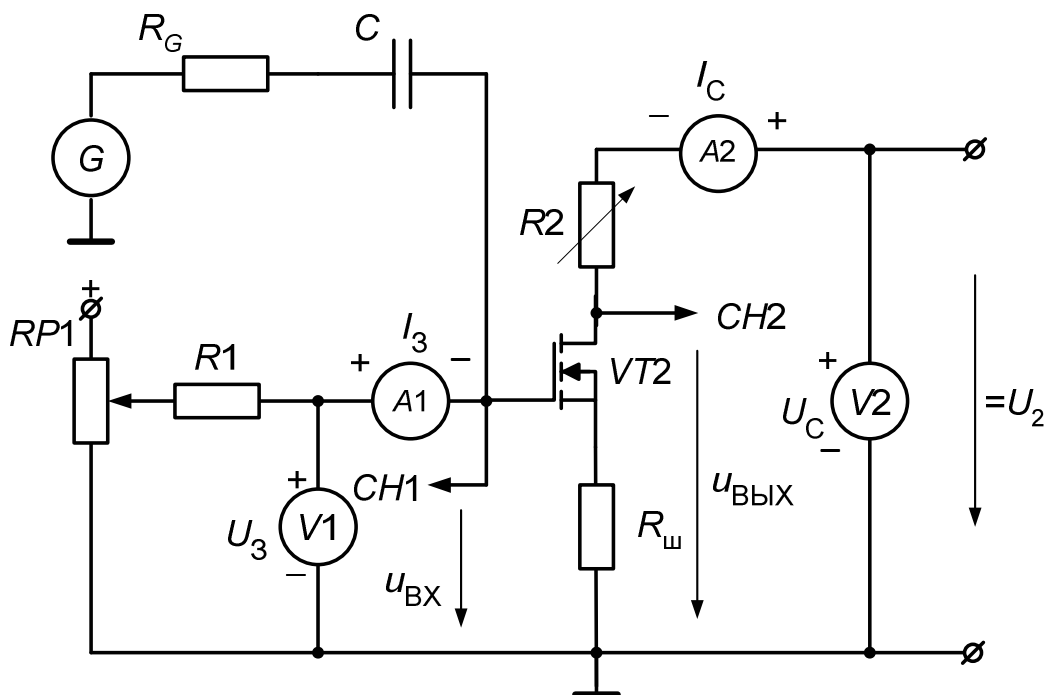 R_G
C
I_C
– +
G
A2
R2
+
RP1
CH2
I_З
R1
+ –
VT2
+
A1
U_C
V2
=U_2
–
+
CH1
u_ВЫХ
U_З
V1
R_ш
–
u_ВХ